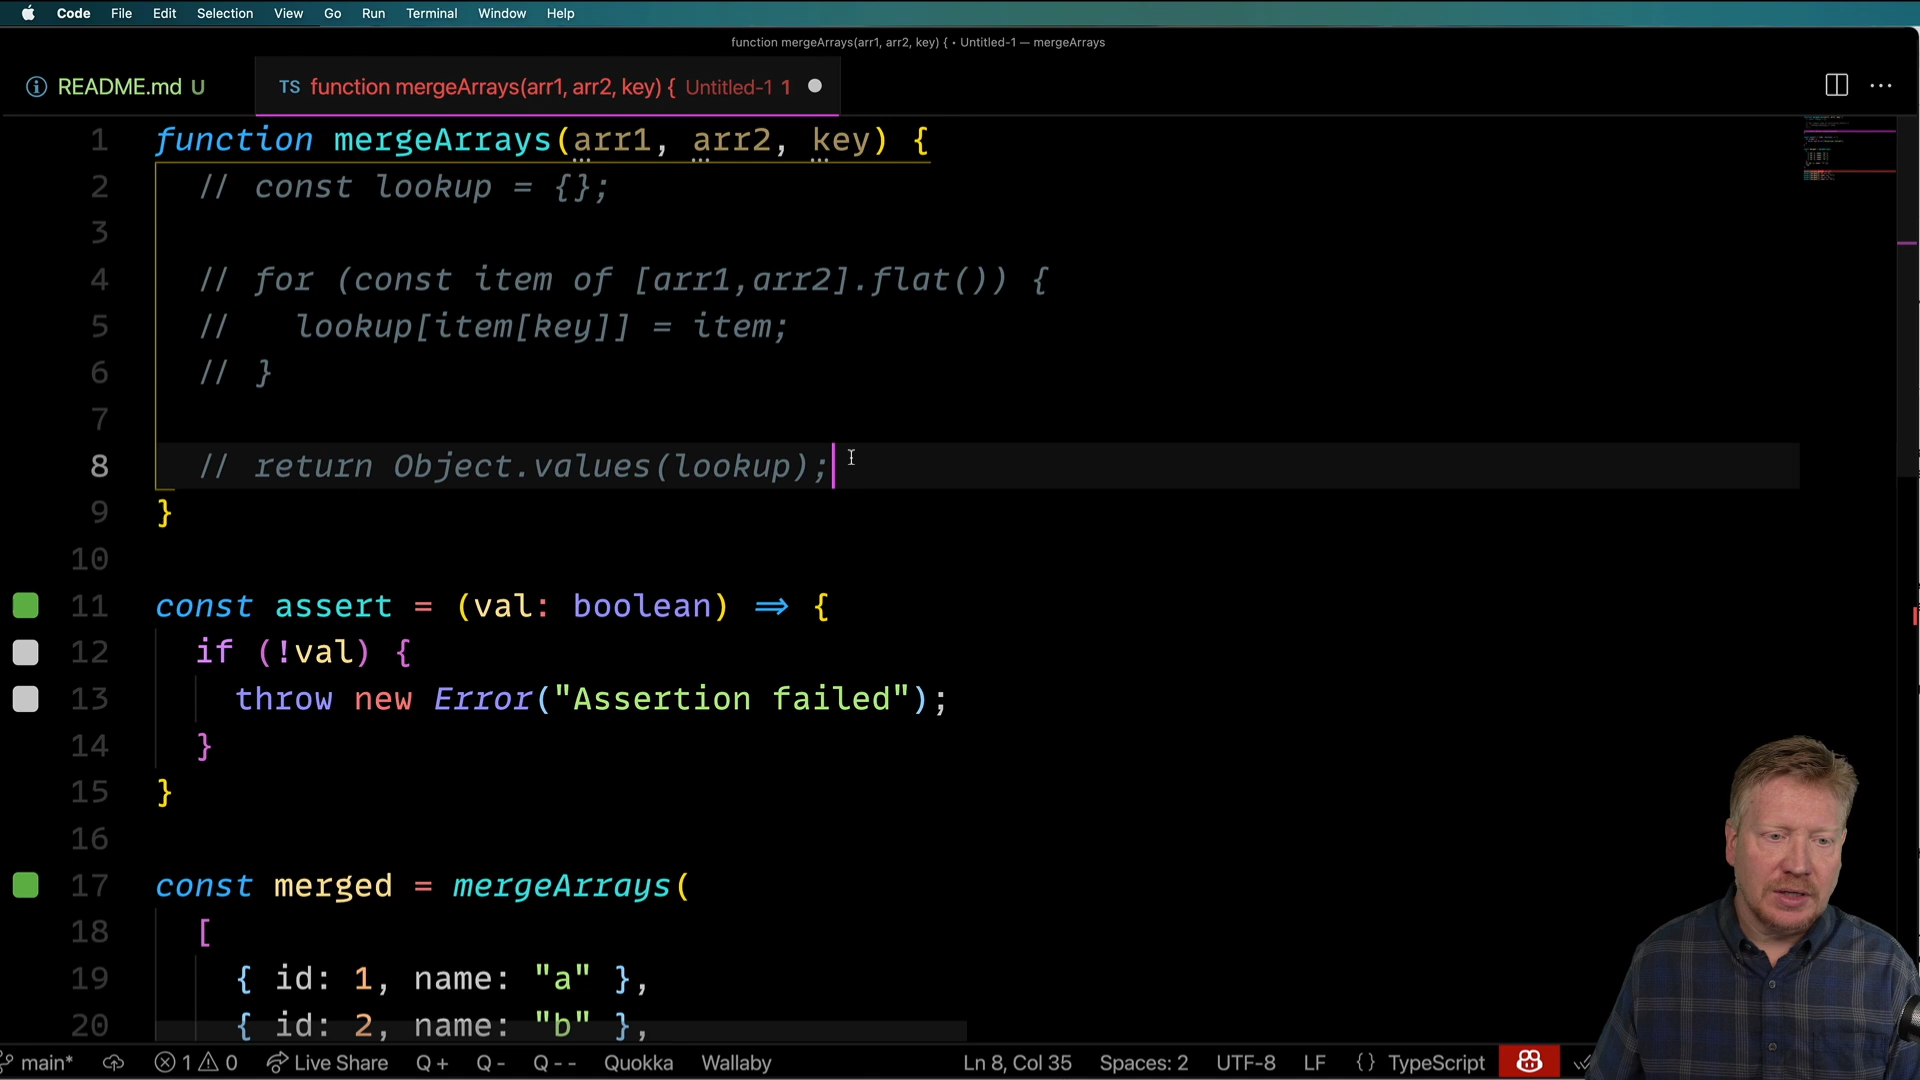 Code File Edit Selection View Go Run Terminal Window Help
function mergeArrays(arr1, arr2, key) { • Untitled-1 — mergeArrays
README.md U
TS function mergeArrays(arr1, arr2, key) { Untitled-1 1
1 function mergeArrays(arr1, arr2, key) {
2 // const lookup = {};
3
4 // for (const item of [arr1,arr2].flat()) {
5 //   lookup[item[key]] = item;
6 // }
7
8 // return Object.values(lookup);
9 }
10
11 const assert = (val: boolean) => {
12 if (!val) {
13 throw new Error("Assertion failed");
14 }
15 }
16
17 const merged = mergeArrays(
18 [
19 { id: 1, name: "a" },
20 { id: 2, name: "b" },
main* 1 0 Live Share Q + Q - Q - - Quokka Wallaby Ln 8, Col 35 Spaces: 2 UTF-8 LF {} TypeScript